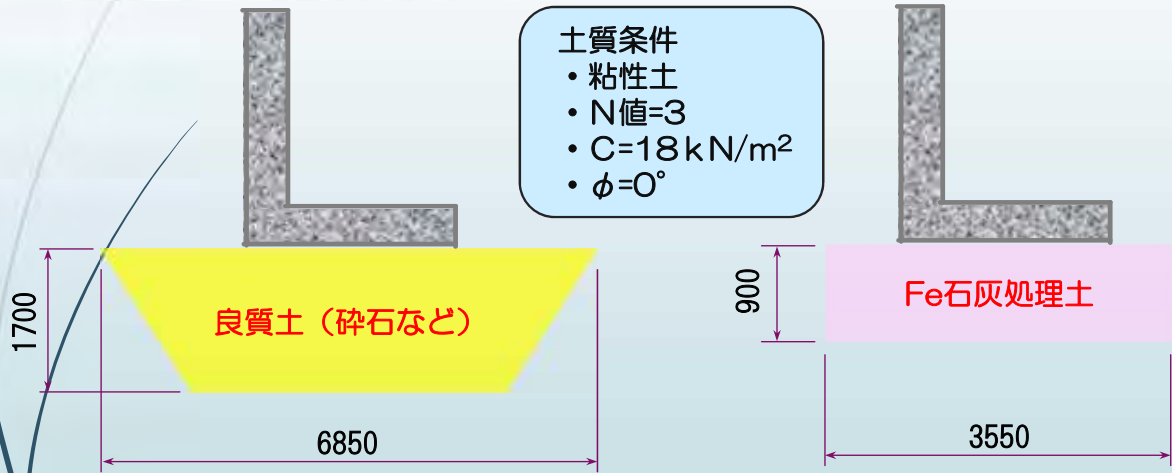 土質条件
・粘性土
・N値=3
・C=18kN/m²
・φ=0°
1700
良質土（砕石など）
6850
900
Fe石灰処理土
3550